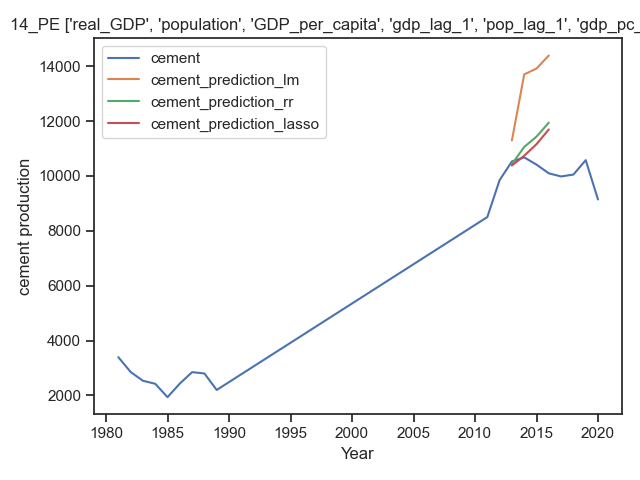 14_PE ['real_GDP', 'population', 'GDP_per_capita', 'gdp_lag_1', 'pop_lag_1', 'gdp_pc_
cement
cement_prediction_lm
cement_prediction_rr
cement_prediction_lasso
cement production
14000
12000
10000
8000
6000
4000
2000
1980 1985 1990 1995 2000 2005 2010 2015 2020
Year